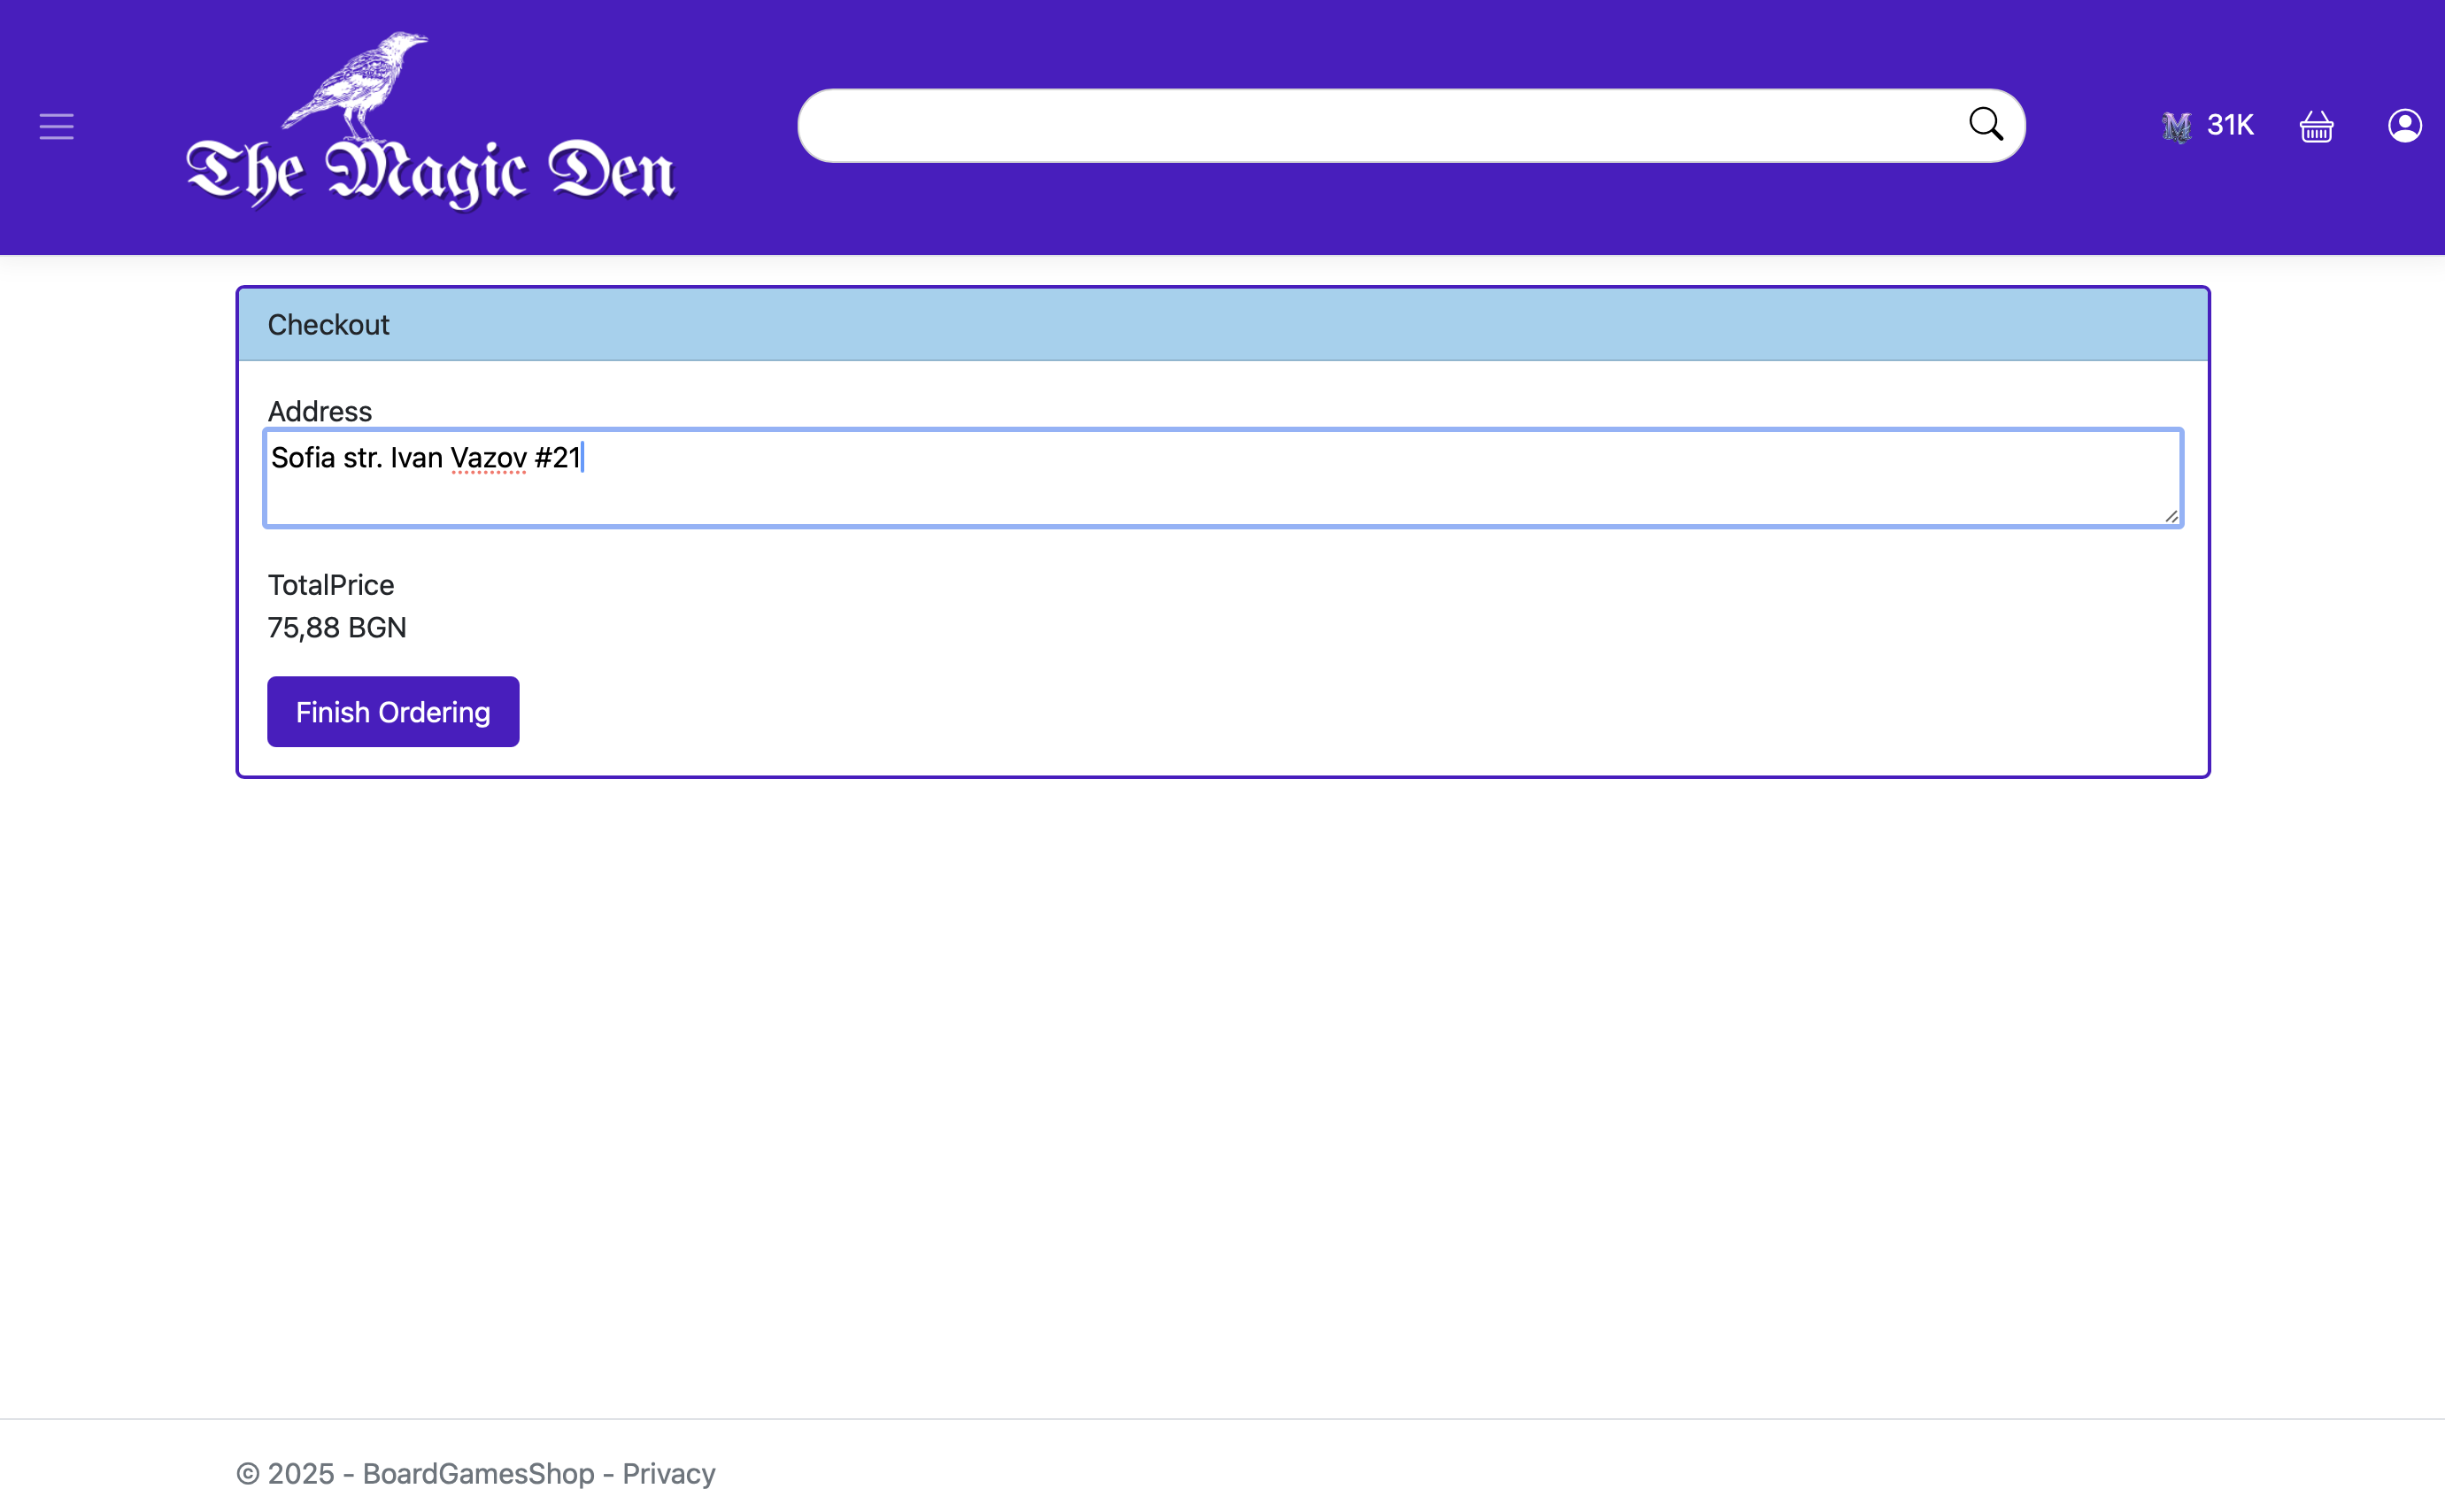 The Magic Den
31K
Checkout
Address
Sofia str. Ivan Vazov #21
TotalPrice
75,88 BGN
Finish Ordering
© 2025 - BoardGamesShop - Privacy